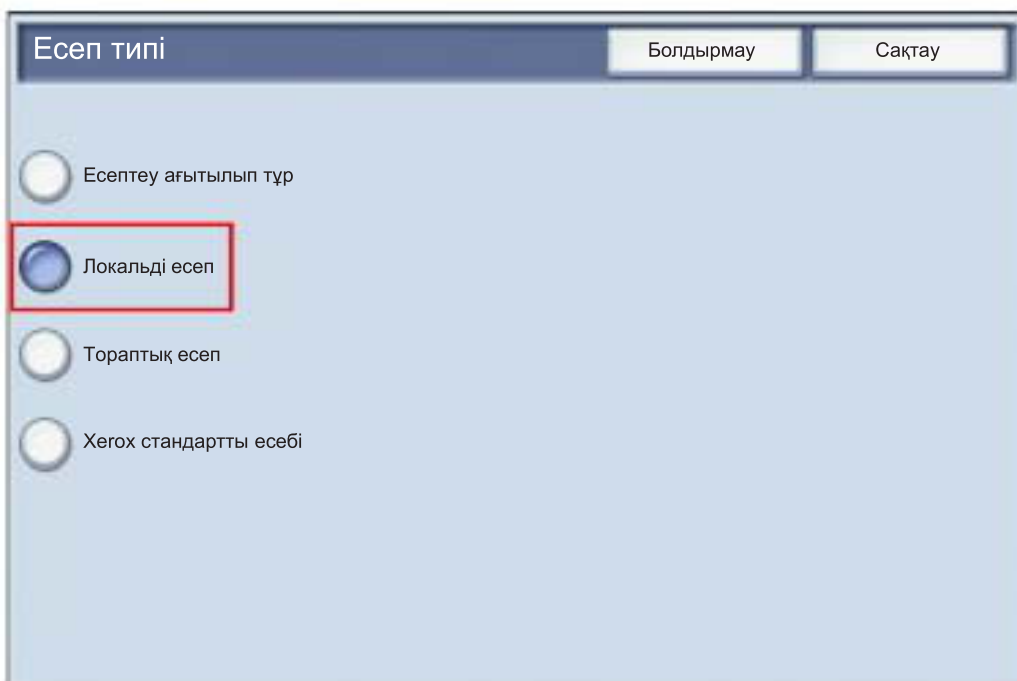 Есеп типі
Болдырмау
Сақтау
Есептеу ағытылып тұр
Локальді есеп
Тораптық есеп
Xerox стандартты есебі